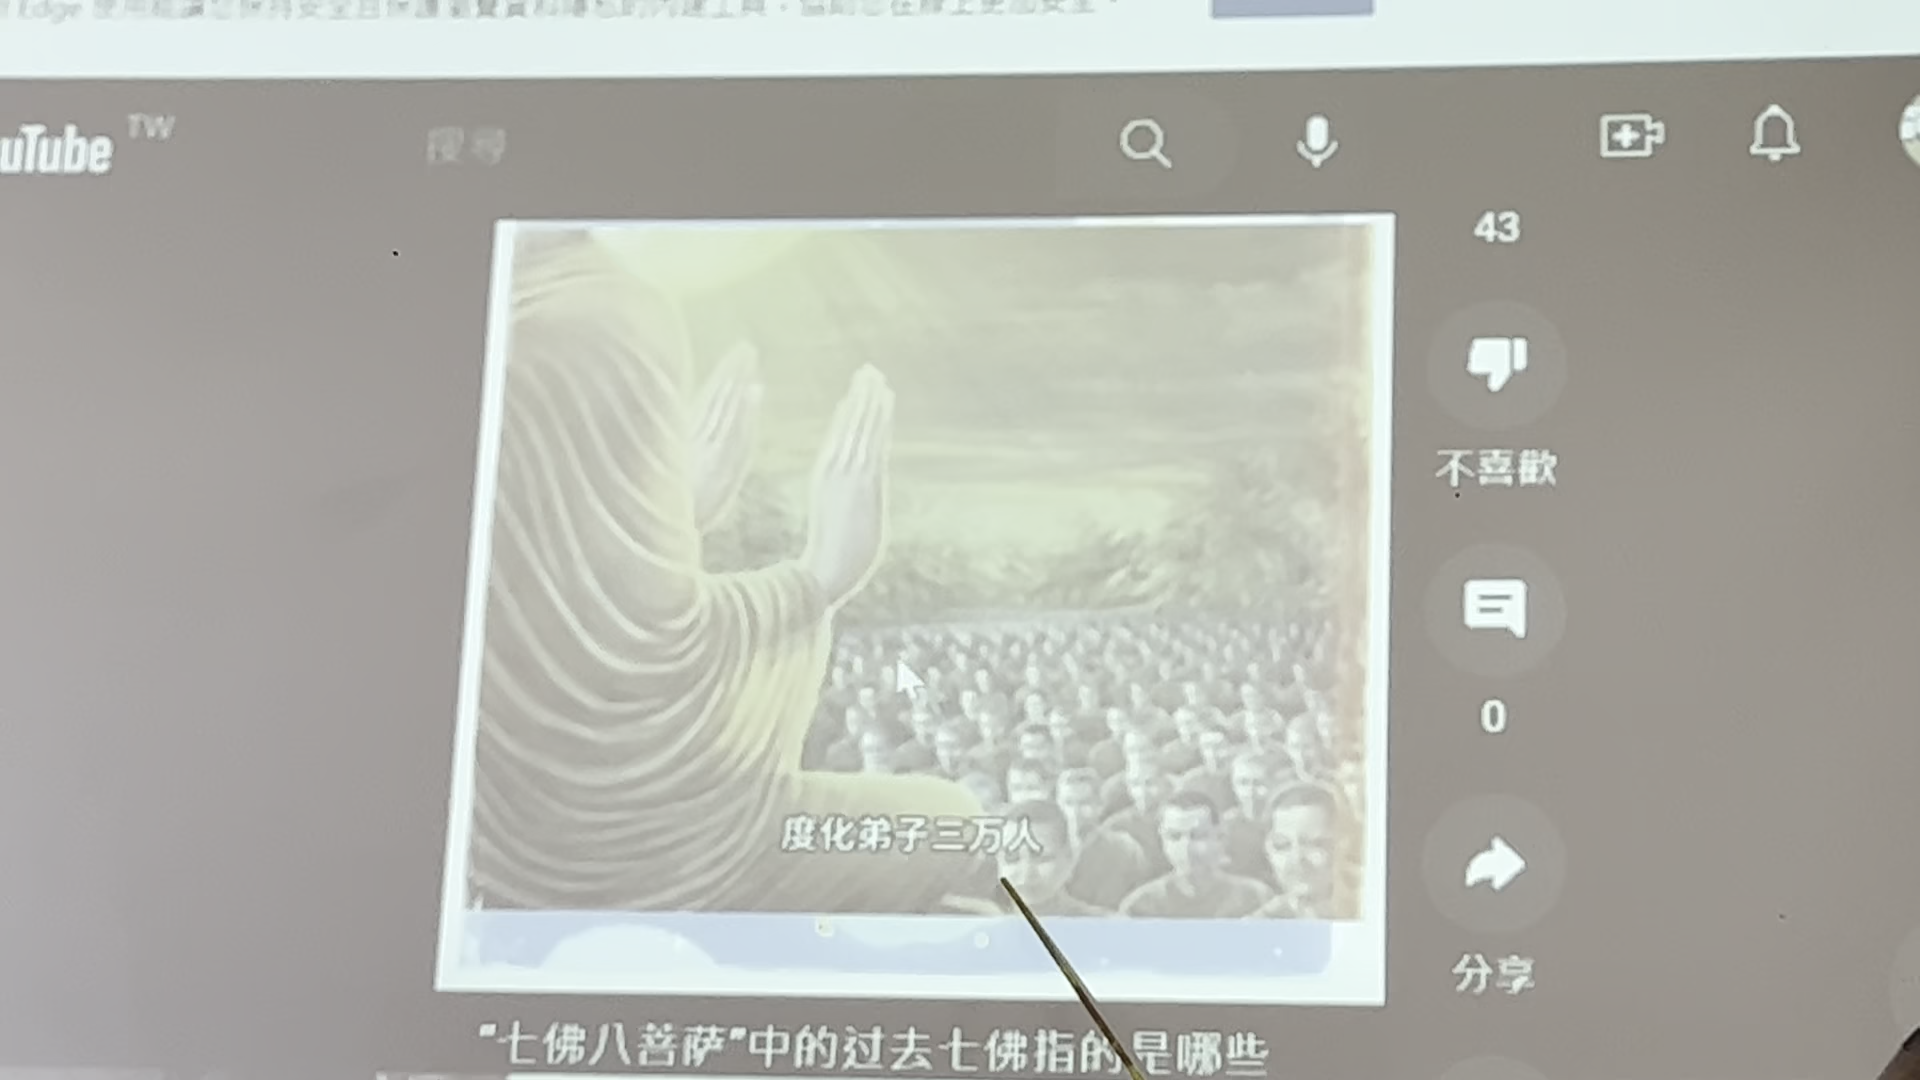 uTube TW
搜尋
43
不喜歡
0
度化弟子三万人
分享
"七佛八菩萨"中的过去七佛指的是哪些